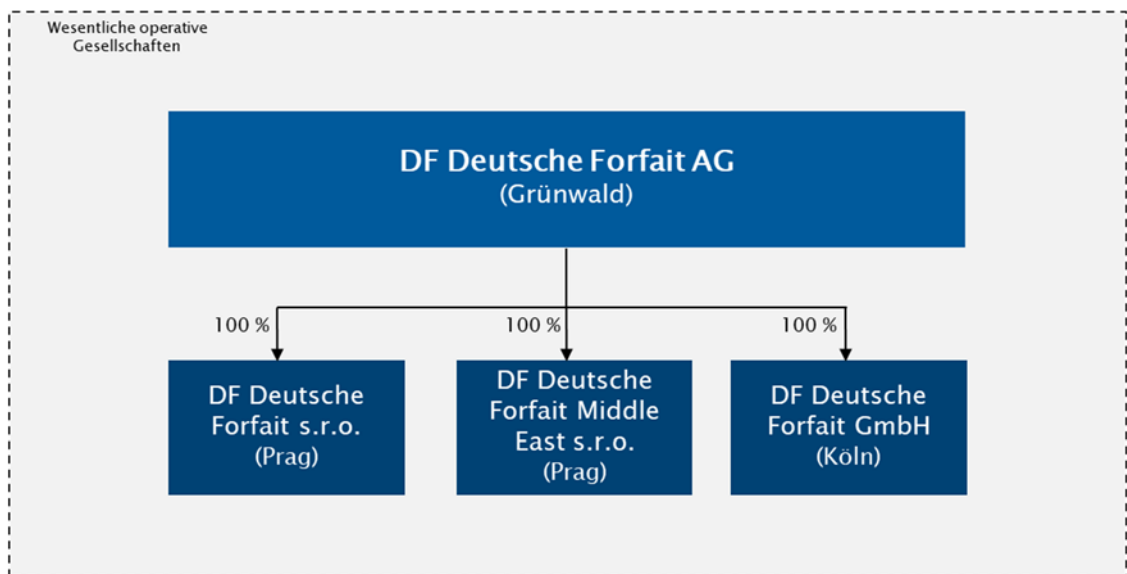 Wesentliche operative
Gesellschaften
DF Deutsche Forfait AG
(Grünwald)
100 %
100 %
100 %
DF Deutsche
Forfait s.r.o.
(Prag)
DF Deutsche
Forfait Middle
East s.r.o.
(Prag)
DF Deutsche
Forfait GmbH
(Köln)